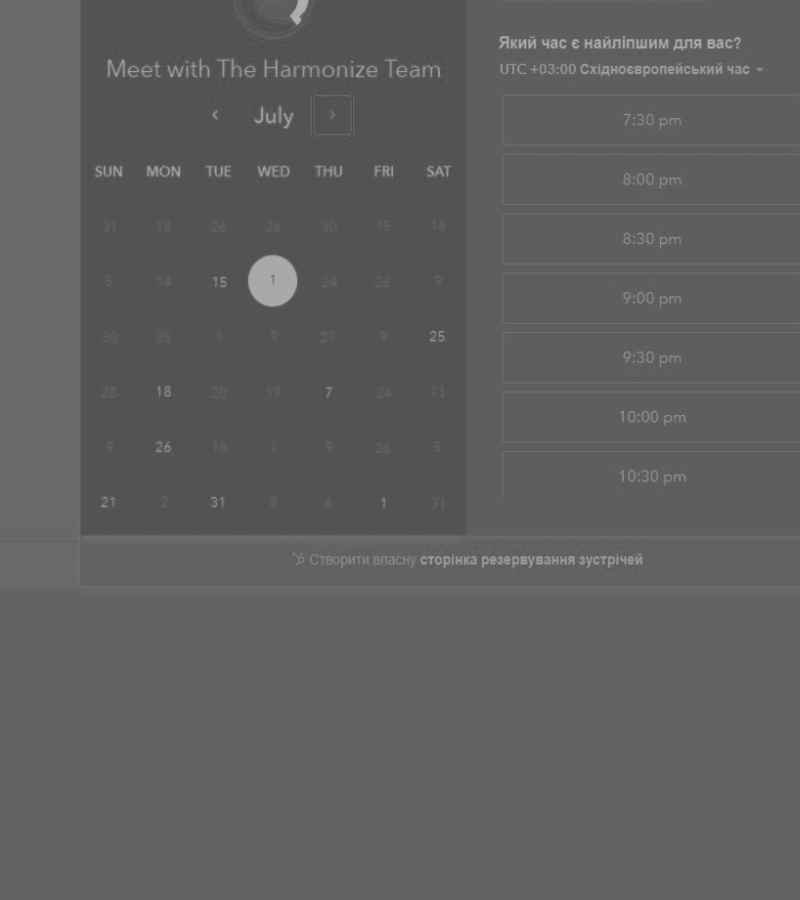 Meet with The Harmonize Team
July
SUN MON TUE WED THU FRI SAT
31 18 26 26 30 15 16
5 14 15 1 24 26 9
30 25 1 9 27 9 25
28 18 20 19 7 24 13
9 26 16 1 9 26 5
21 2 31 8 4 1 31
Який час є найліпшим для вас?
UTC +03:00 Східноєвропейський час
7:30 pm
8:00 pm
8:30 pm
9:00 pm
9:30 pm
10:00 pm
10:30 pm
Створити власну сторінка резервування зустрічей